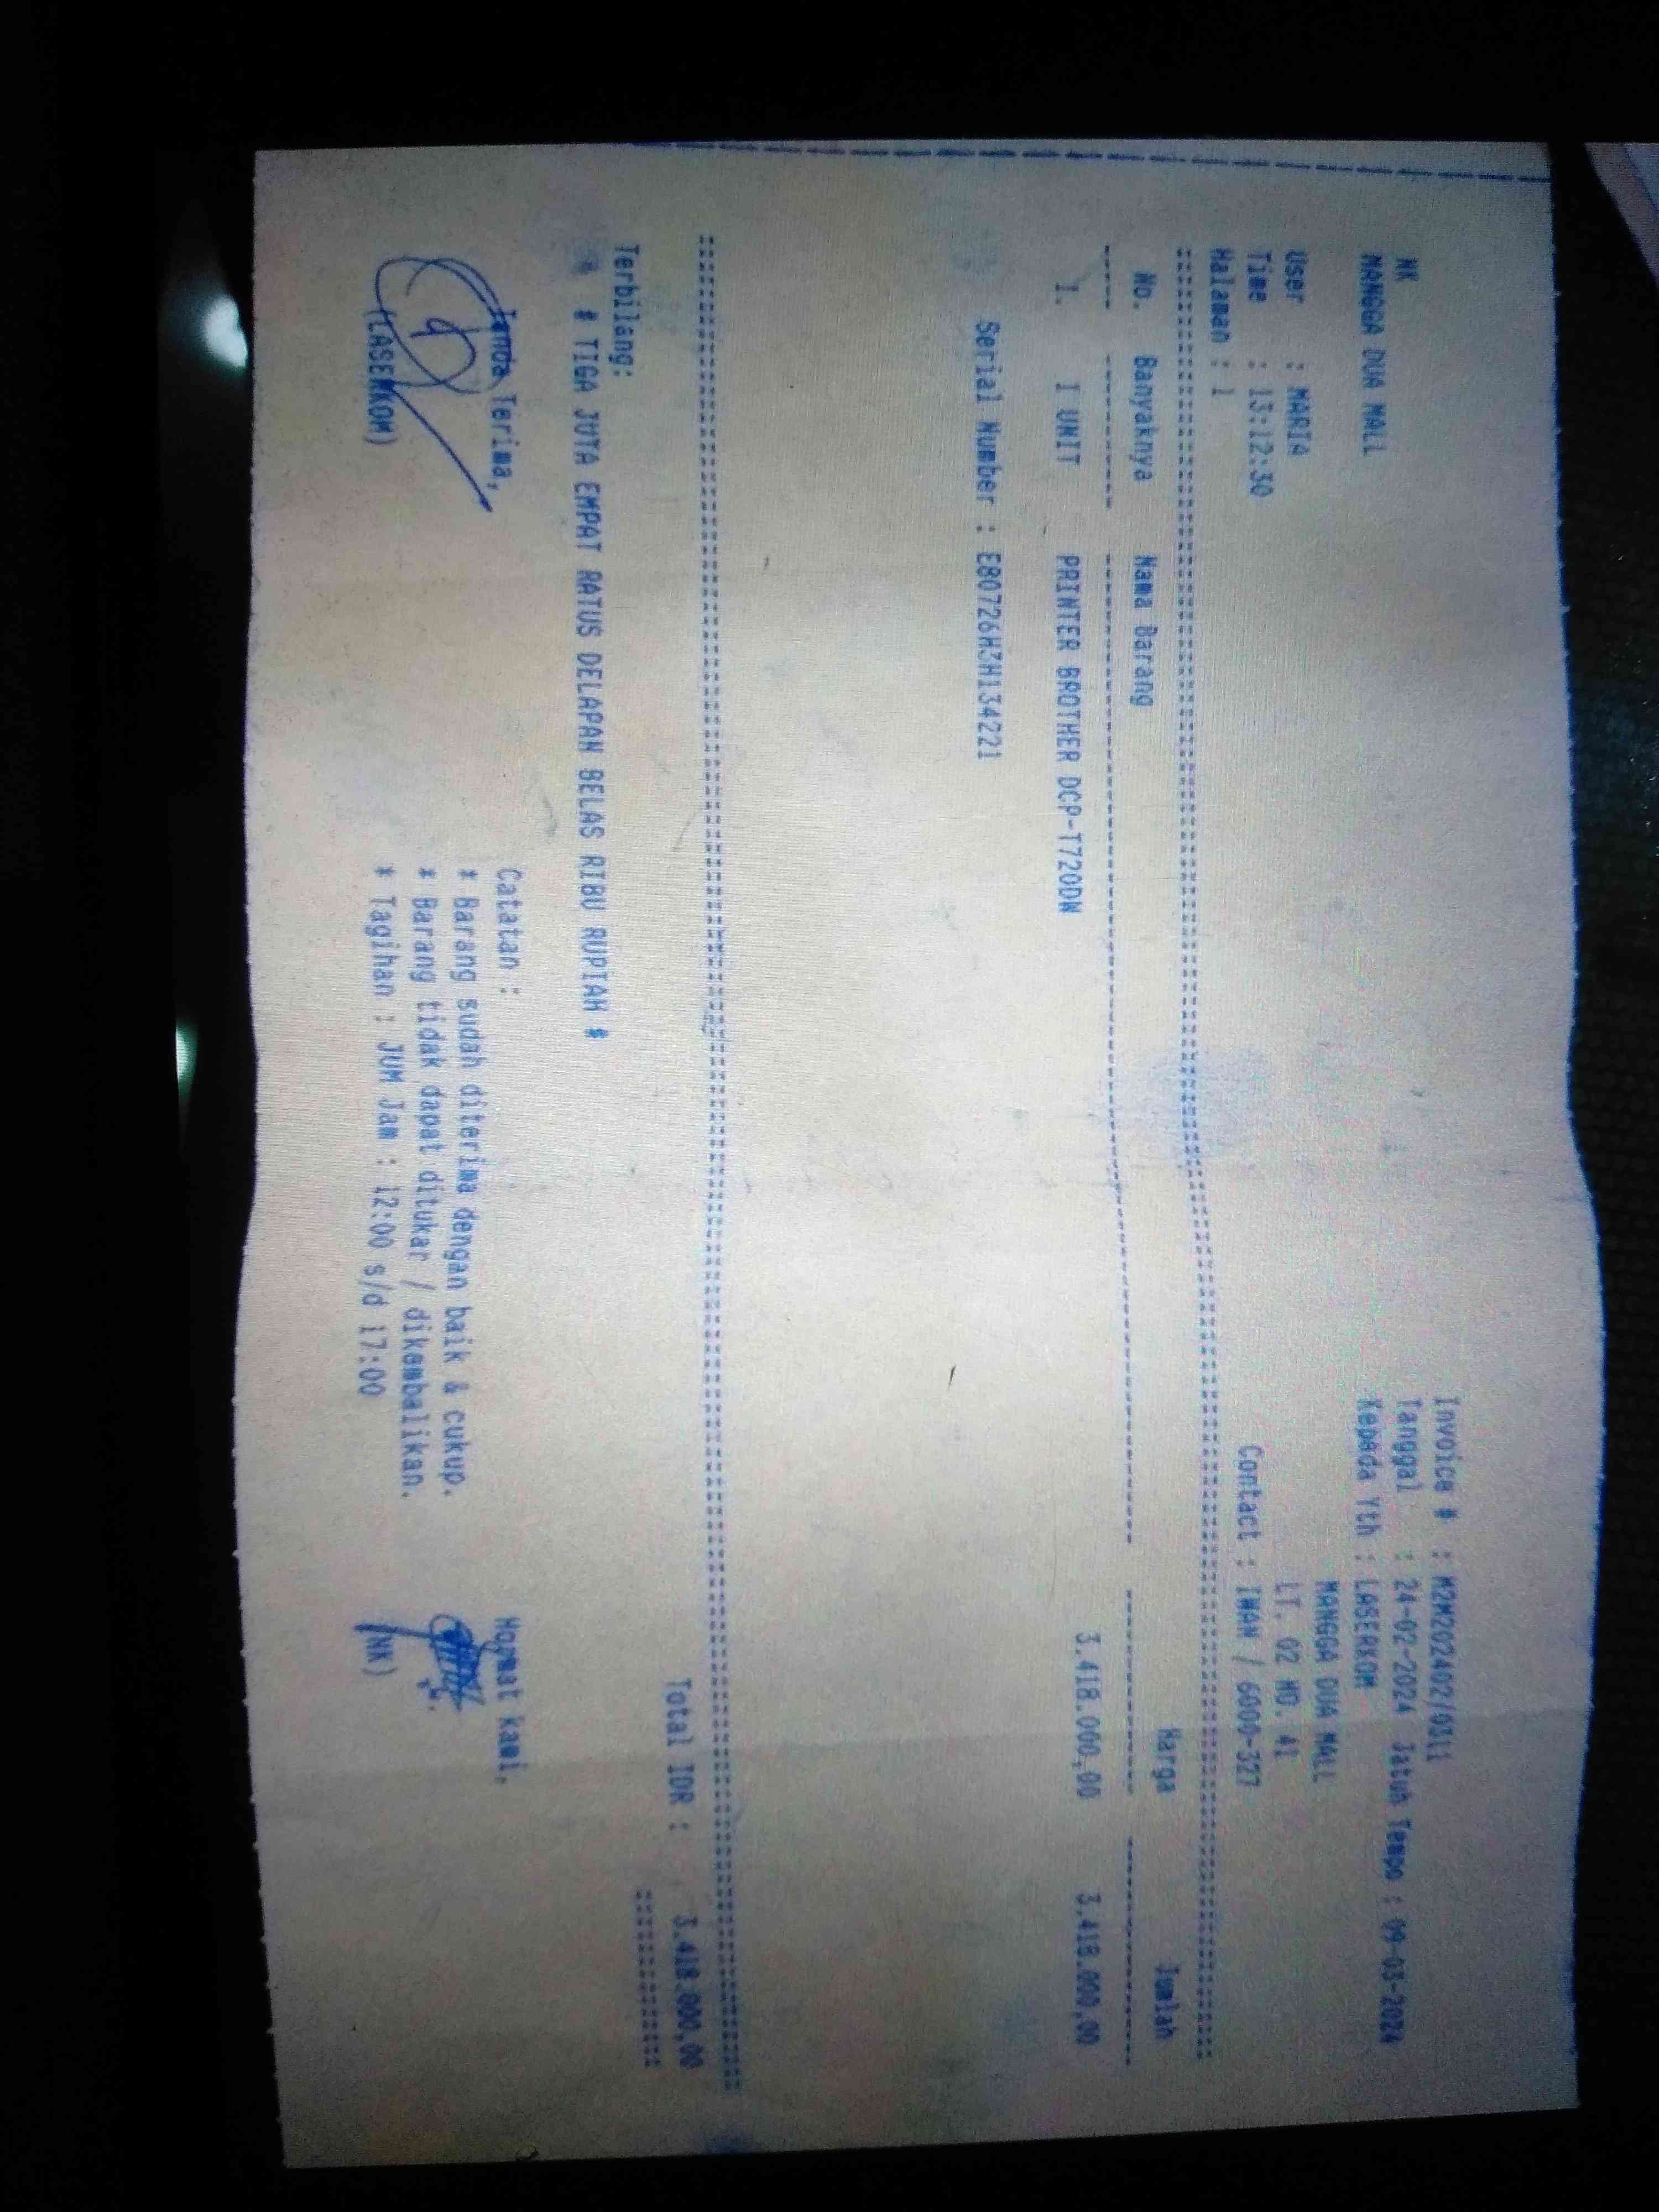 NK
MANGGA DUA MALL
User : MARIA
Time : 13:12:30
Halaman : 1
Invoice # : M2M202402/0311
Tanggal : 24-02-2024 Jatuh Tempo : 09-03-2024
Kepada Yth : LASERKOM
MANGGA DUA MALL
LT. 02 NO. 41
Contact : IWAN / 6000-327
No. Banyaknya Nama Barang Harga Jumlah
1. 1 UNIT PRINTER BROTHER DCP-T720DW 3.418.000,00 3.418.000,00
Serial Number : E80726H3H134221
Total IDR : 3.418.000,00
Terbilang:
# TIGA JUTA EMPAT RATUS DELAPAN BELAS RIBU RUPIAH #
Tanda Terima,
(LASERKOM)
Catatan :
* Barang sudah diterima dengan baik & cukup.
* Barang tidak dapat ditukar / dikembalikan.
* Tagihan : JUM Jam : 12:00 s/d 17:00
Hormat kami,
(NK)